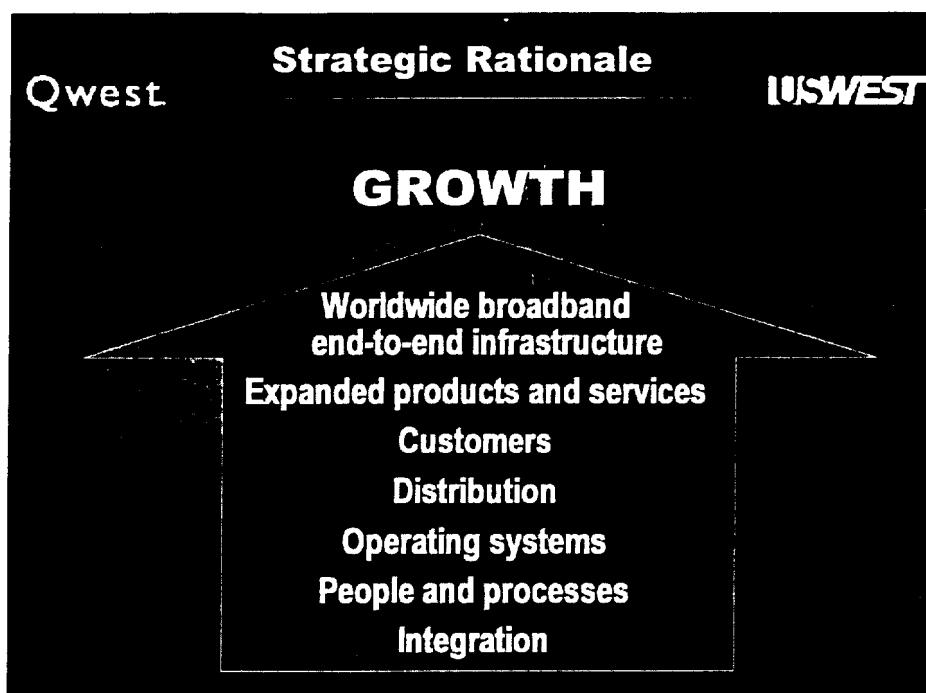 Strategic Rationale
Qwest.
USWEST
GROWTH
Worldwide broadband
end-to-end infrastructure
Expanded products and services
Customers
Distribution
Operating systems
People and processes
Integration